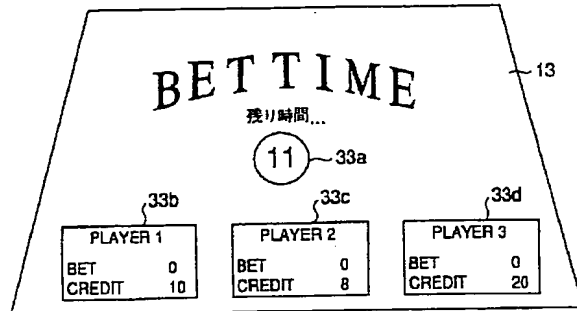 BET TIME
13
残り時間...
11
33a
33b
33c
33d
PLAYER 1
BET 0
CREDIT 10
PLAYER 2
BET 0
CREDIT 8
PLAYER 3
BET 0
CREDIT 20